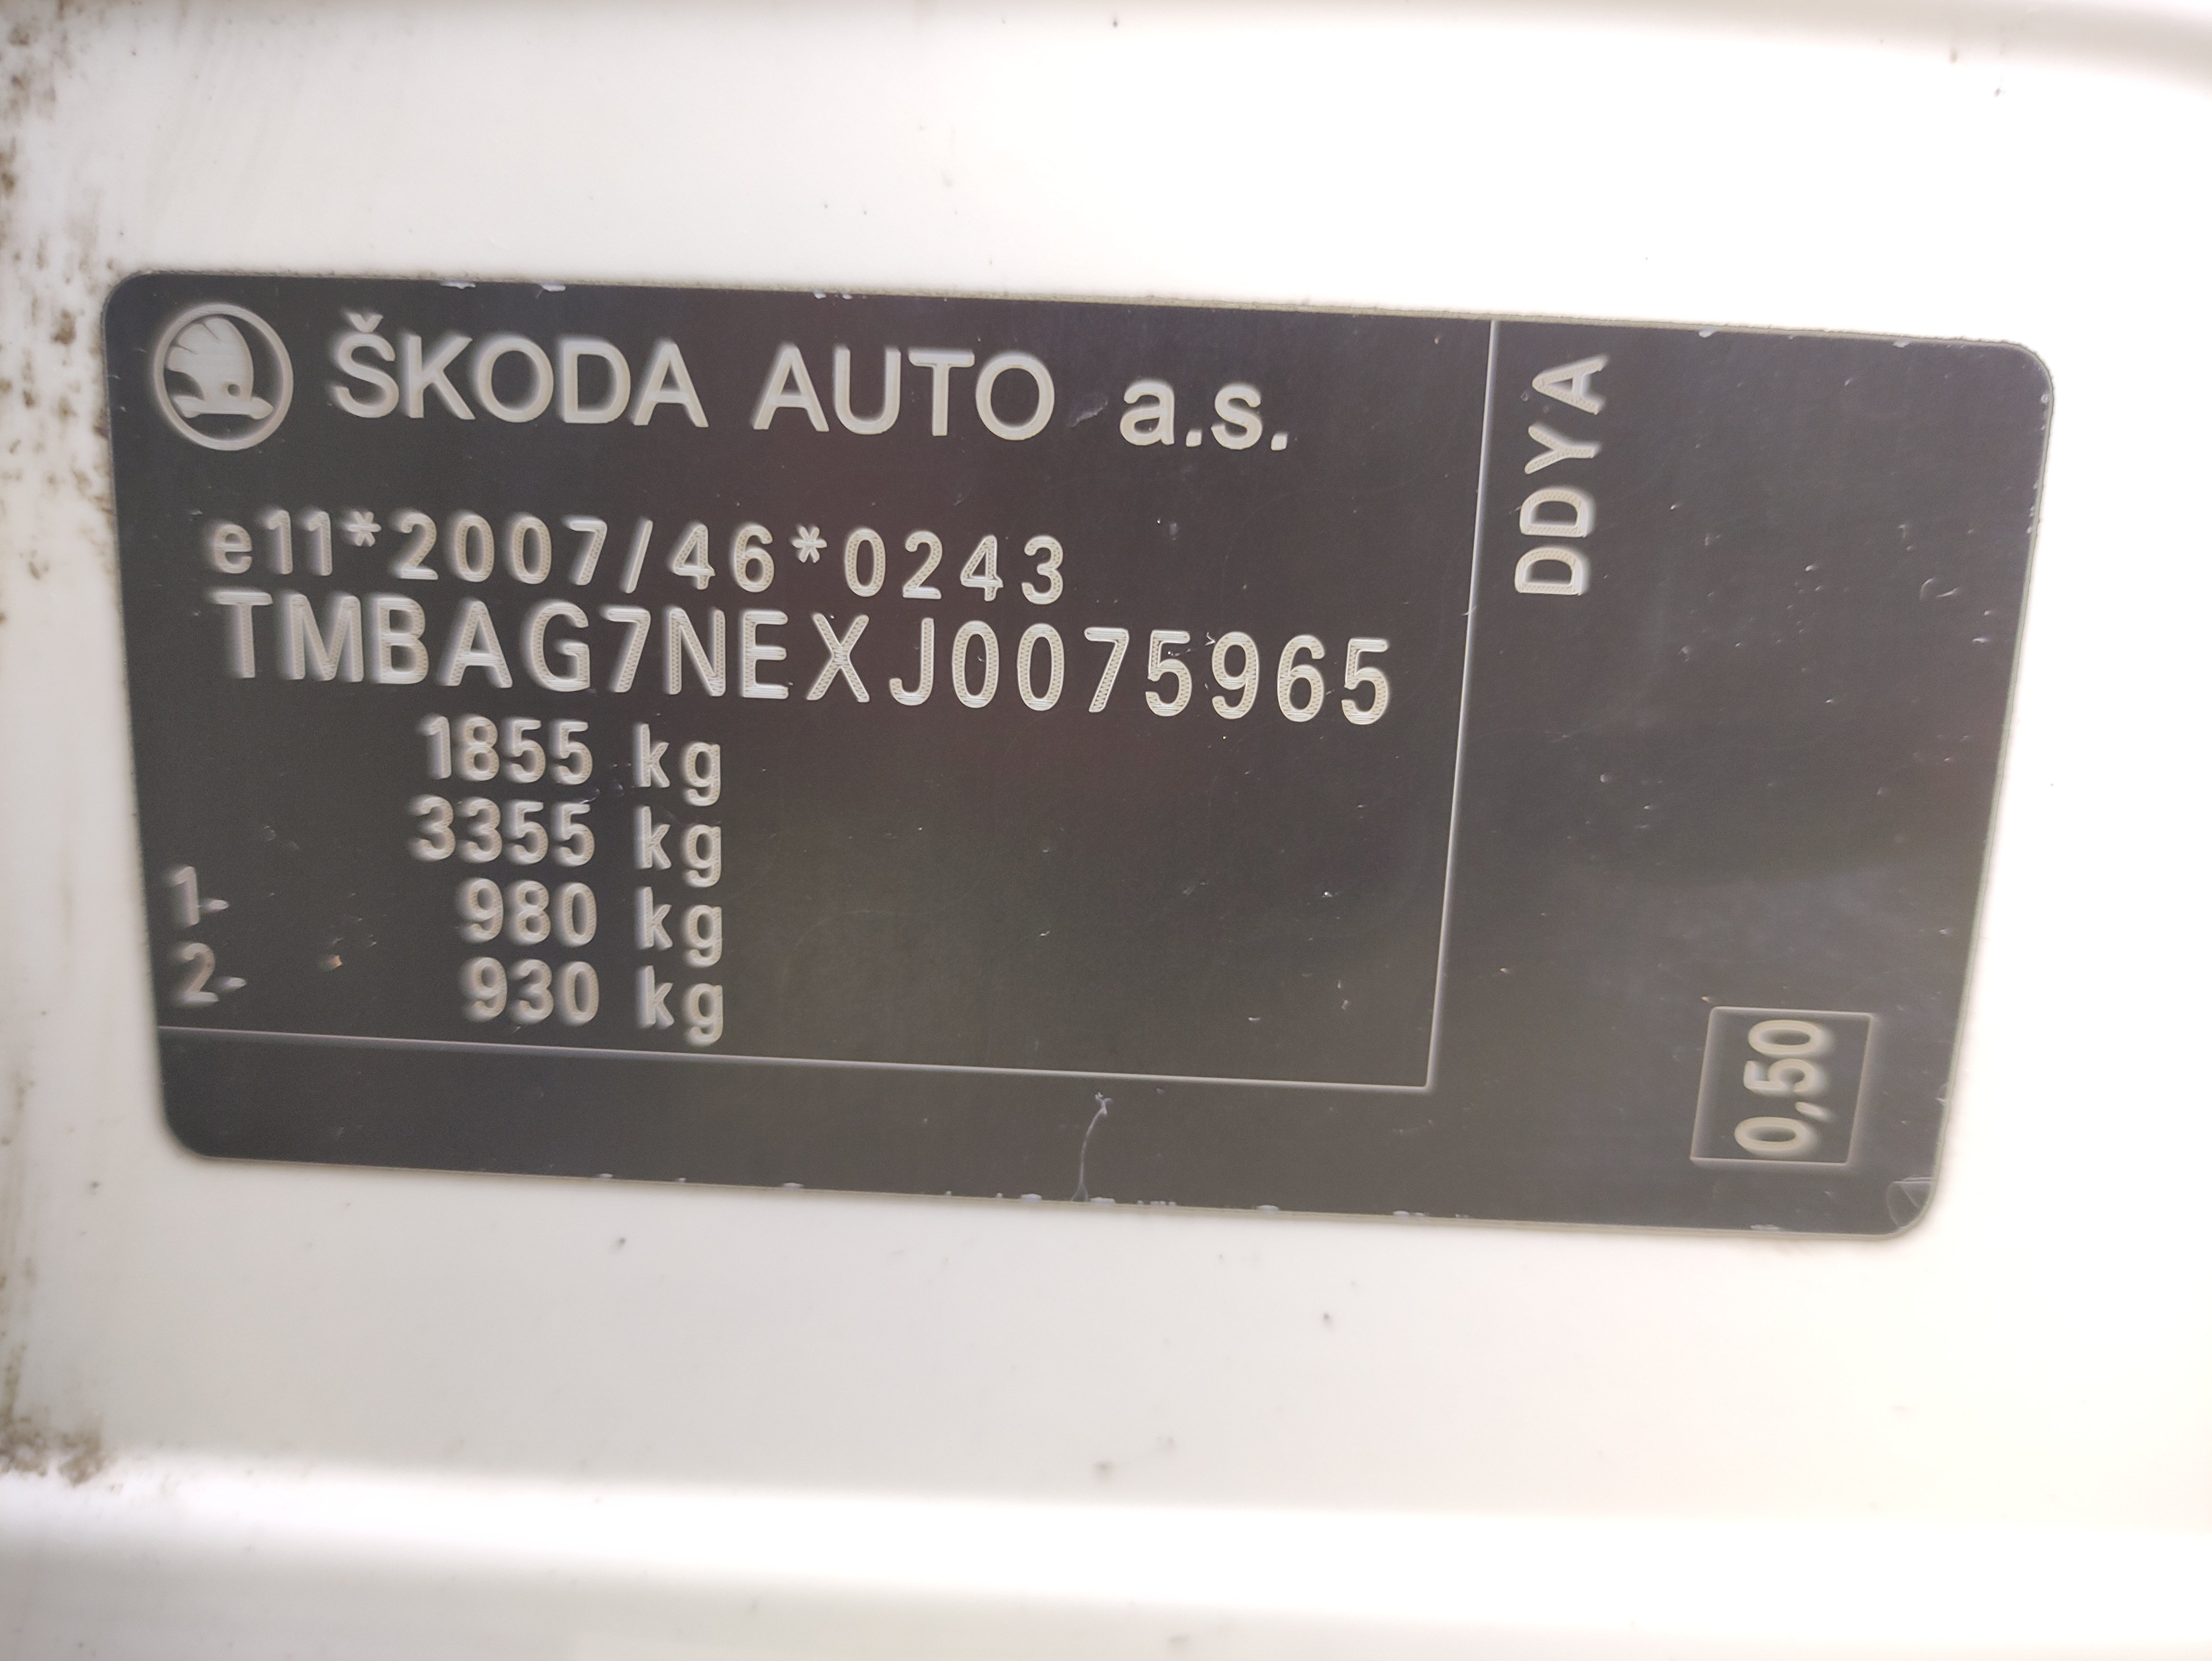 ŠKODA AUTO a.s.
e11*2007/46*0243
TMBAG7NEXJ0075965
1855 kg
3355 kg
1- 980 kg
2- 930 kg
DDYA
0,50